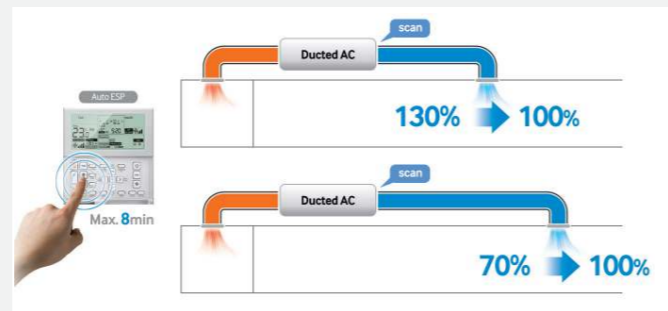 scan
Ducted AC
130% 100%
Auto ESP
Max. 8min
scan
Ducted AC
70% 100%